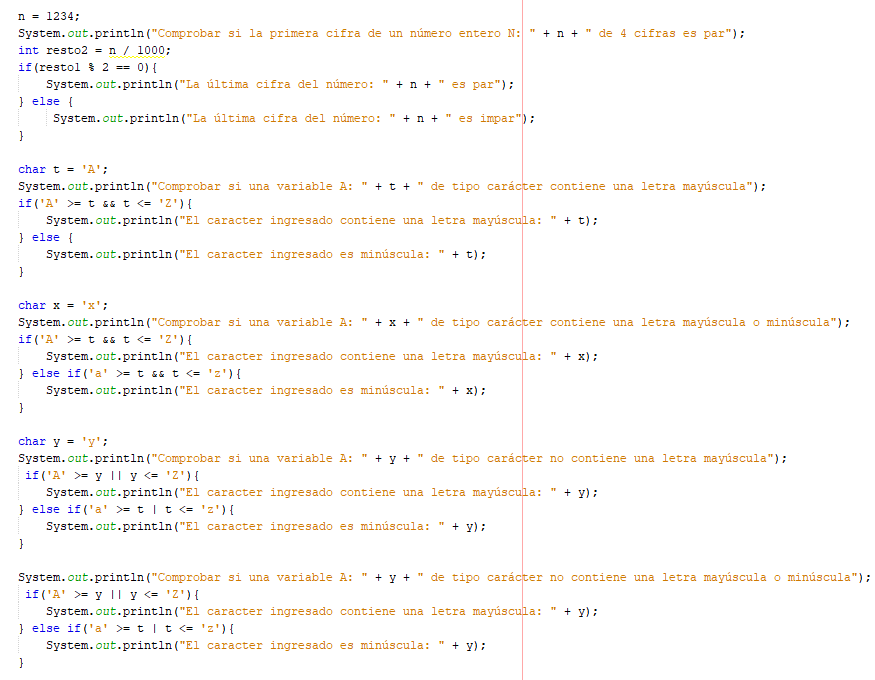 n = 1234;
System.out.println("Comprobar si la primera cifra de un número entero N: " + n + " de 4 cifras es par");
int resto2 = n / 1000;
if(resto1 % 2 == 0){
    System.out.println("La última cifra del número: " + n + " es par");
} else {
     System.out.println("La última cifra del número: " + n + " es impar");
}

char t = 'A';
System.out.println("Comprobar si una variable A: " + t + " de tipo carácter contiene una letra mayúscula");
if('A' >= t && t <= 'Z'){
    System.out.println("El caracter ingresado contiene una letra mayúscula: " + t);
} else {
    System.out.println("El caracter ingresado es minúscula: " + t);
}

char x = 'x';
System.out.println("Comprobar si una variable A: " + x + " de tipo carácter contiene una letra mayúscula o minúscula");
if('A' >= t && t <= 'Z'){
    System.out.println("El caracter ingresado contiene una letra mayúscula: " + x);
} else if('a' >= t && t <= 'z'){
    System.out.println("El caracter ingresado es minúscula: " + x);
}

char y = 'y';
System.out.println("Comprobar si una variable A: " + y + " de tipo carácter no contiene una letra mayúscula");
 if('A' >= y || y <= 'Z'){
    System.out.println("El caracter ingresado contiene una letra mayúscula: " + y);
} else if('a' >= t | t <= 'z'){
    System.out.println("El caracter ingresado es minúscula: " + y);
}

System.out.println("Comprobar si una variable A: " + y + " de tipo carácter no contiene una letra mayúscula o minúscula");
 if('A' >= y || y <= 'Z'){
    System.out.println("El caracter ingresado contiene una letra mayúscula: " + y);
} else if('a' >= t | t <= 'z'){
    System.out.println("El caracter ingresado es minúscula: " + y);
}